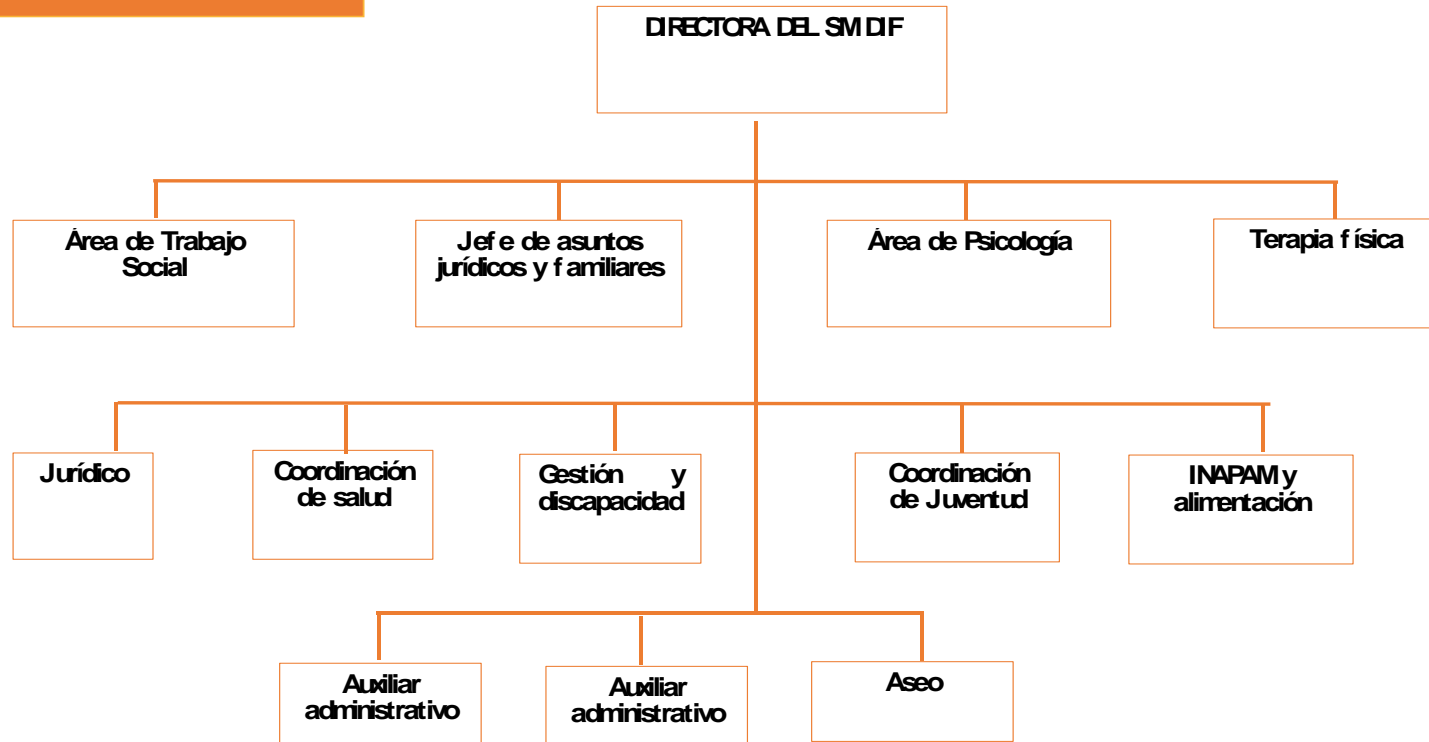 DIRECTORA DEL SMDIF
Área de Trabajo
Social
Jefe de asuntos
jurídicos y familiares
Área de Psicología
Terapia física
Jurídico
Coordinación
de salud
Gestión y
discapacidad
Coordinación
de Juventud
INAPAM y
alimentación
Auxiliar
administrativo
Auxiliar
administrativo
Aseo